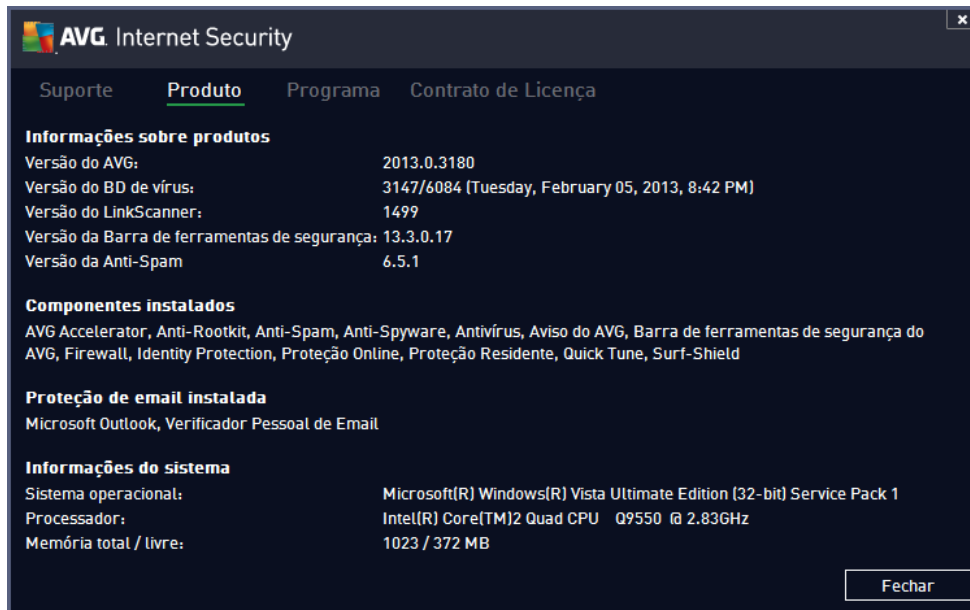 AVG. Internet Security
x
Suporte Produto Programa Contrato de Licença
Informações sobre produtos
Versão do AVG: 2013.0.3180
Versão do BD de vírus: 3147/6084 (Tuesday, February 05, 2013, 8:42 PM)
Versão do LinkScanner: 1499
Versão da Barra de ferramentas de segurança: 13.3.0.17
Versão da Anti-Spam 6.5.1
Componentes instalados
AVG Accelerator, Anti-Rootkit, Anti-Spam, Anti-Spyware, Antivírus, Aviso do AVG, Barra de ferramentas de segurança do
AVG, Firewall, Identity Protection, Proteção Online, Proteção Residente, Quick Tune, Surf-Shield
Proteção de email instalada
Microsoft Outlook, Verificador Pessoal de Email
Informações do sistema
Sistema operacional: Microsoft(R) Windows(R) Vista Ultimate Edition (32-bit) Service Pack 1
Processador: Intel(R) Core(TM)2 Quad CPU Q9550 @ 2.83GHz
Memória total / livre: 1023 / 372 MB
Fechar